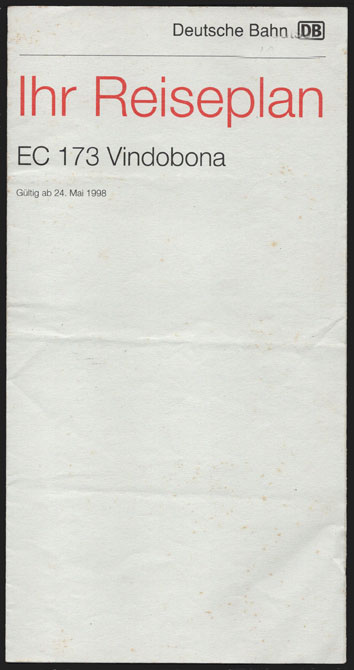 Deutsche Bahn DB
Ihr Reiseplan
EC 173 Vindobona
Gültig ab 24. Mai 1998